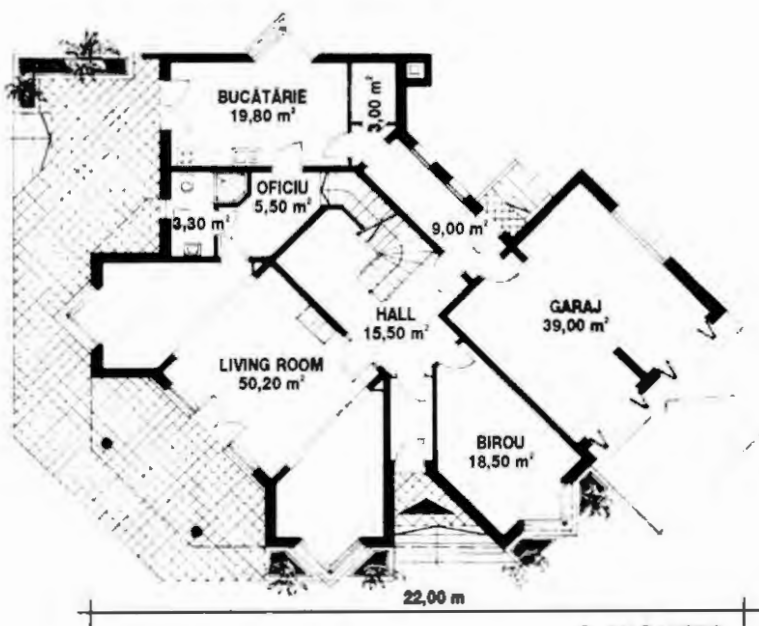 BUCĂTĂRIE
19,80 m²
3,00 m²
OFICIU
5,50 m²
3,30 m²
9,00 m²
HALL
15,50 m²
GARAJ
39,00 m²
LIVING ROOM
50,20 m²
BIROU
18,50 m²
22,00 m